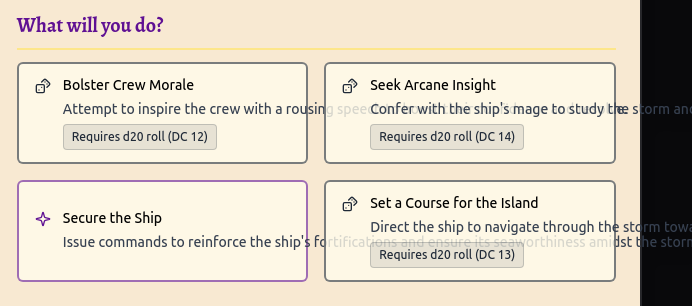 What will you do?
Bolster Crew Morale
Attempt to inspire the crew with a rousing speech
Requires d20 roll (DC 12)
Seek Arcane Insight
Confer with the ship's mage to study the storm and
Requires d20 roll (DC 14)
Secure the Ship
Issue commands to reinforce the ship's fortifications and ensure its seaworthiness amidst the storm
Set a Course for the Island
Direct the ship to navigate through the storm
Requires d20 roll (DC 13)